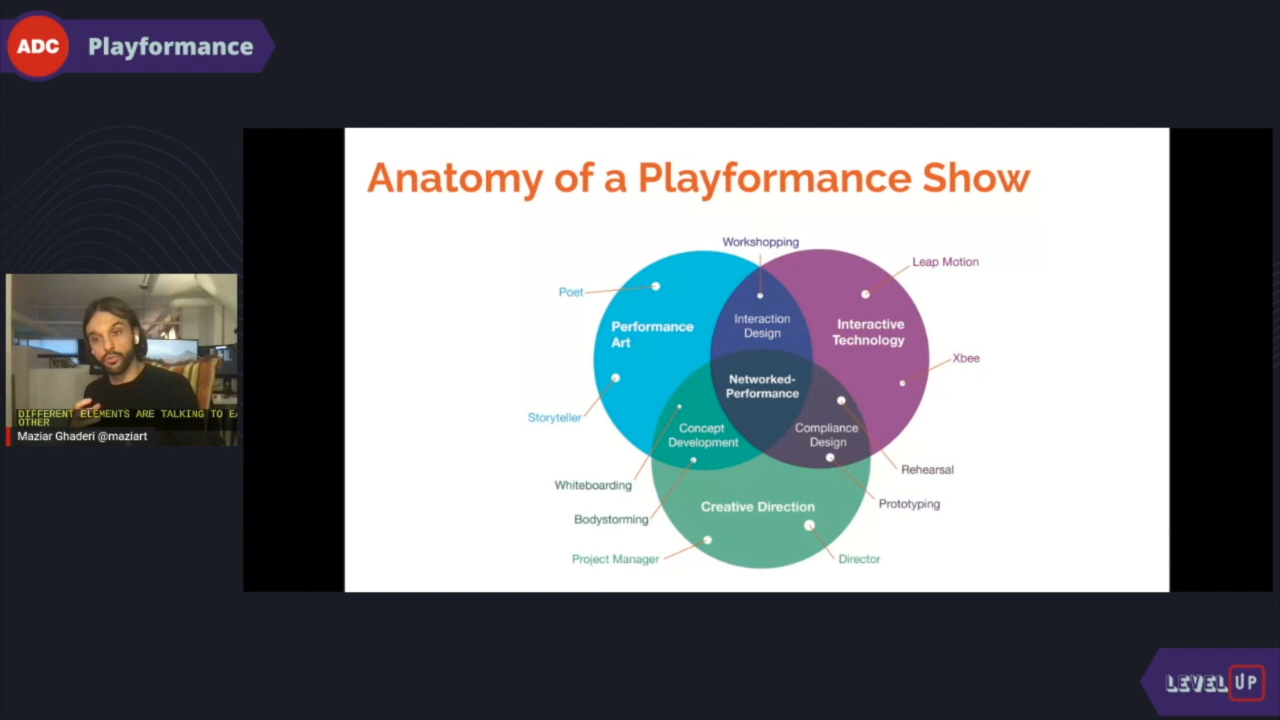 ADC
Playformance
Anatomy of a Playformance Show
Workshopping
Leap Motion
Poet
Interaction
Design
Performance
Art
Interactive
Technology
Xbee
Networked-
Performance
Storyteller
Concept
Development
Compliance
Design
Rehearsal
Whiteboarding
Prototyping
Creative Direction
Bodystorming
Project Manager
Director
DIFFERENT ELEMENTS ARE TALKING TO EA
OTHER
Maziar Ghaderi @maziart
LEVEL UP